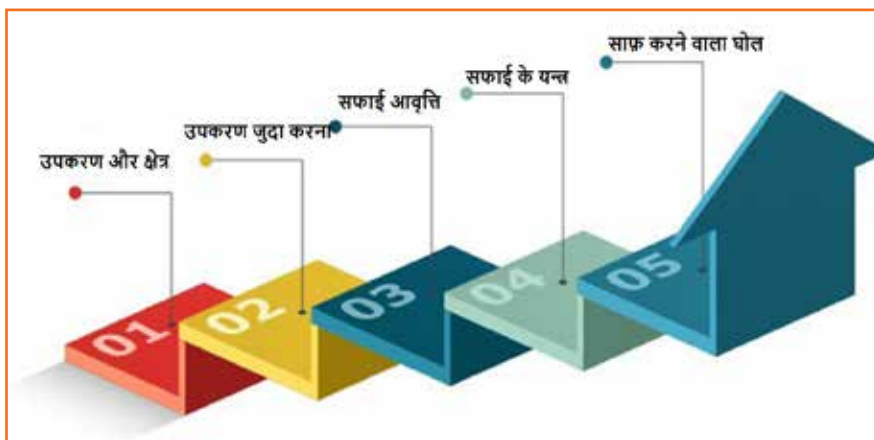 उपकरण और क्षेत्र
उपकरण जुदा करना
सफाई आवृत्ति
सफाई के यन्त्र
साफ़ करने वाला घोल
01
02
03
04
05